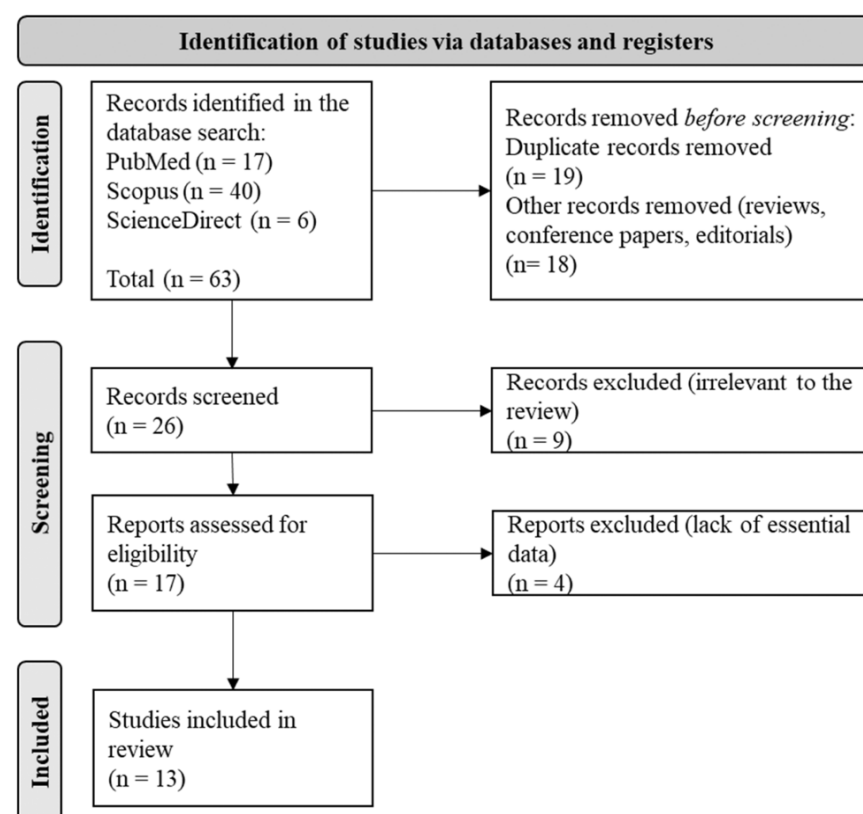 Identification of studies via databases and registers
Identification
Records identified in the
database search:
PubMed (n = 17)
Scopus (n = 40)
ScienceDirect (n = 6)
Total (n = 63)
Records removed before screening:
Duplicate records removed
(n = 19)
Other records removed (reviews,
conference papers, editorials)
(n= 18)
Screening
Records screened
(n = 26)
Records excluded (irrelevant to the
review)
(n = 9)
Reports assessed for
eligibility
(n = 17)
Reports excluded (lack of essential
data)
(n = 4)
Included
Studies included in
review
(n = 13)